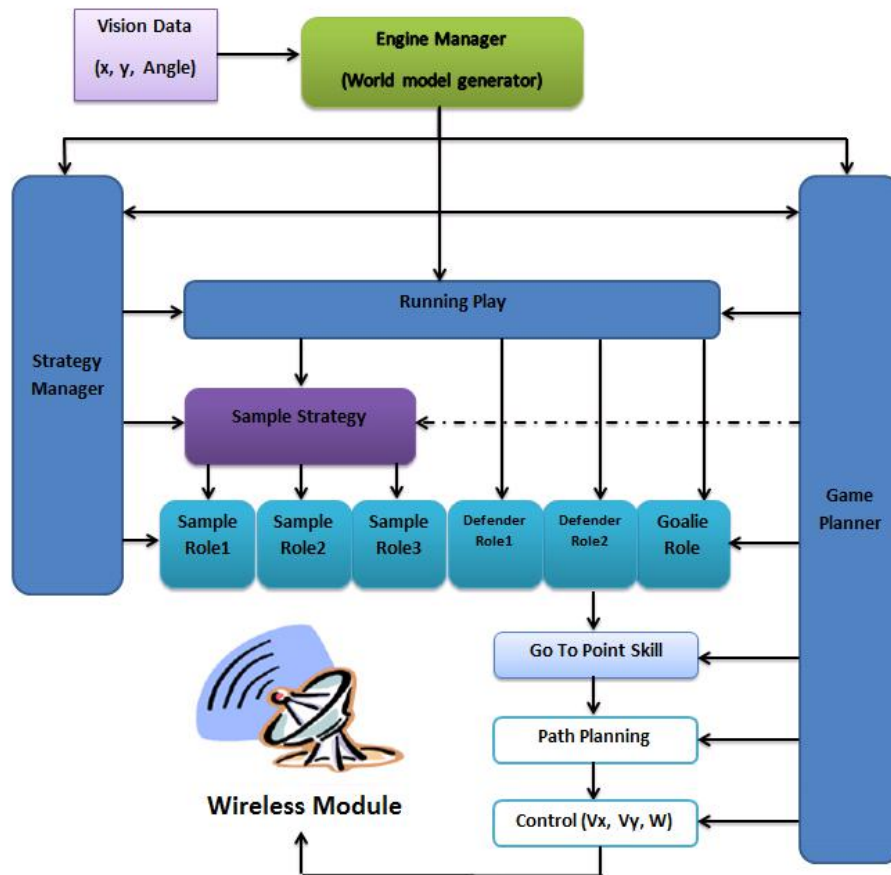 Vision Data
(x, y, Angle)
Engine Manager
(World model generator)
Running Play
Strategy
Manager
Sample Strategy
Game
Planner
Sample
Role1
Sample
Role2
Sample
Role3
Defender
Role1
Defender
Role2
Goalie
Role
Go To Point Skill
Path Planning
Control (Vx, Vy, W)
Wireless Module